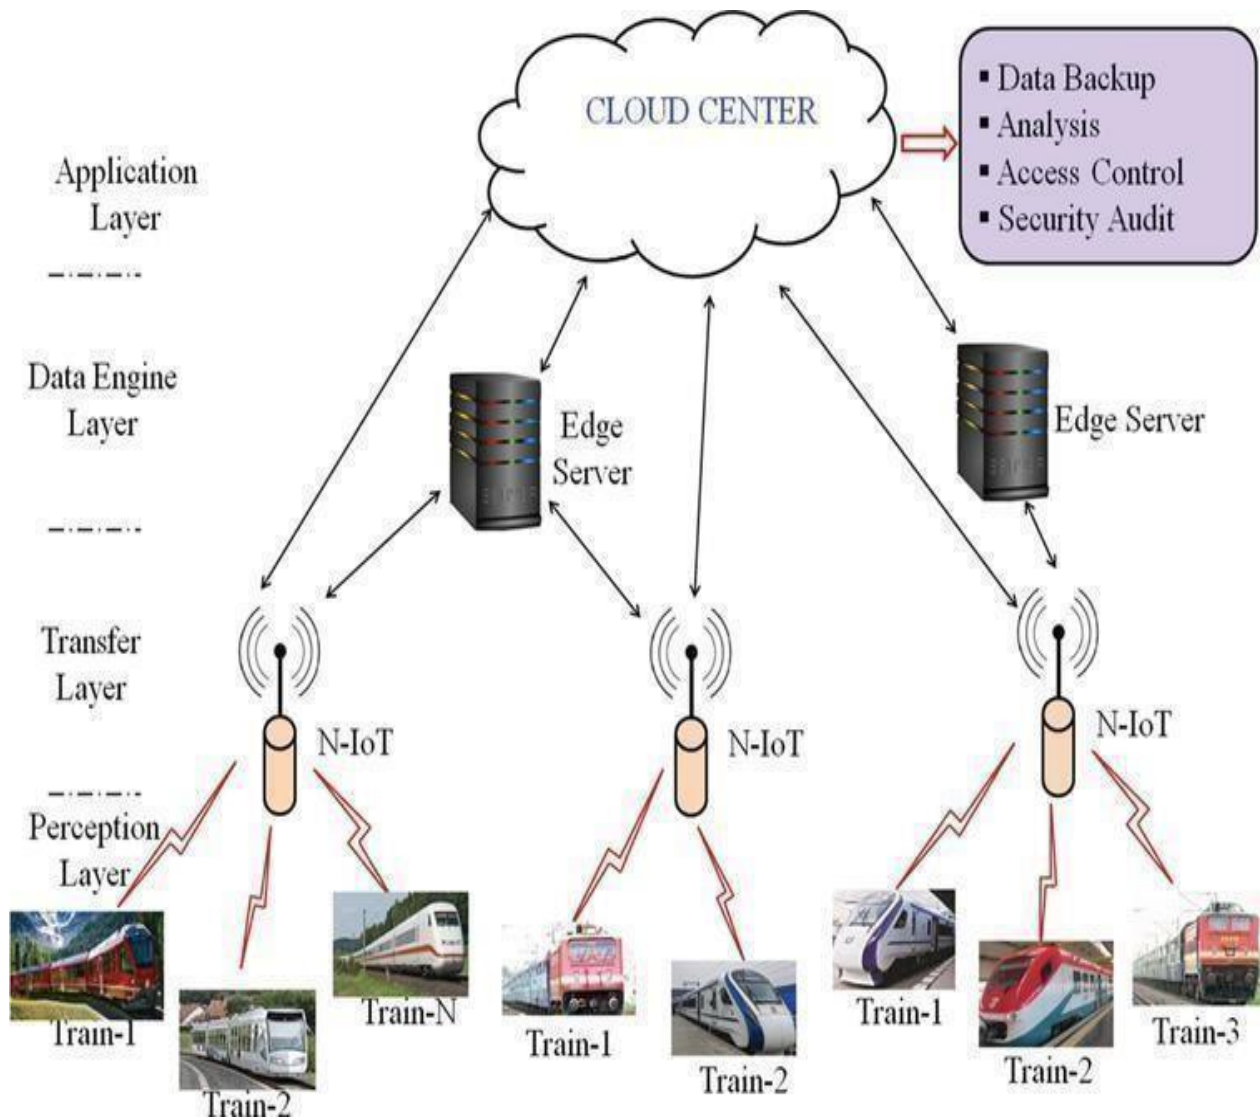 CLOUD CENTER
▪ Data Backup
▪ Analysis
▪ Access Control
▪ Security Audit
Application
Layer
Data Engine
Layer
Edge
Server
Edge Server
Transfer
Layer
N-IoT
N-IoT
N-IoT
Perception
Layer
Train-1
Train-2
Train-N
Train-1
Train-2
Train-1
Train-2
Train-3